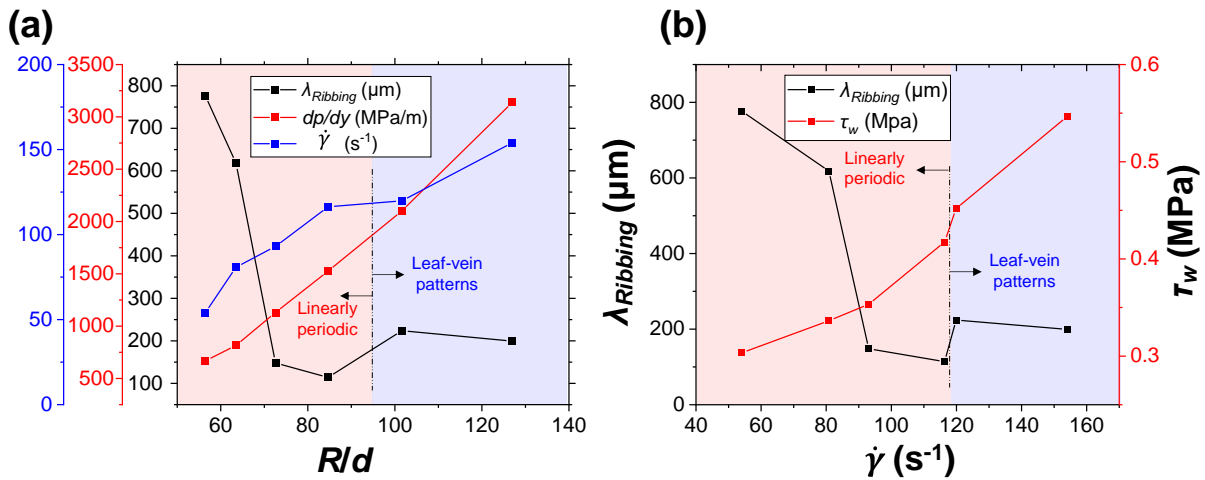 (a)
200
150
100
50
0
3500
3000
2500
2000
1500
1000
500
800
700
600
500
400
300
200
100
λRibbing (µm)
dp/dy (MPa/m)
γ̇ (s-1)
Leaf-vein
patterns
Linearly
periodic
60 80 100 120 140
R/d
(b)
λRibbing (µm)
800
600
400
200
0
λRibbing (µm)
τw (Mpa)
Linearly
periodic
Leaf-vein
patterns
0.6
0.5
0.4
0.3
τw (MPa)
40 60 80 100 120 140 160
γ̇ (s-1)